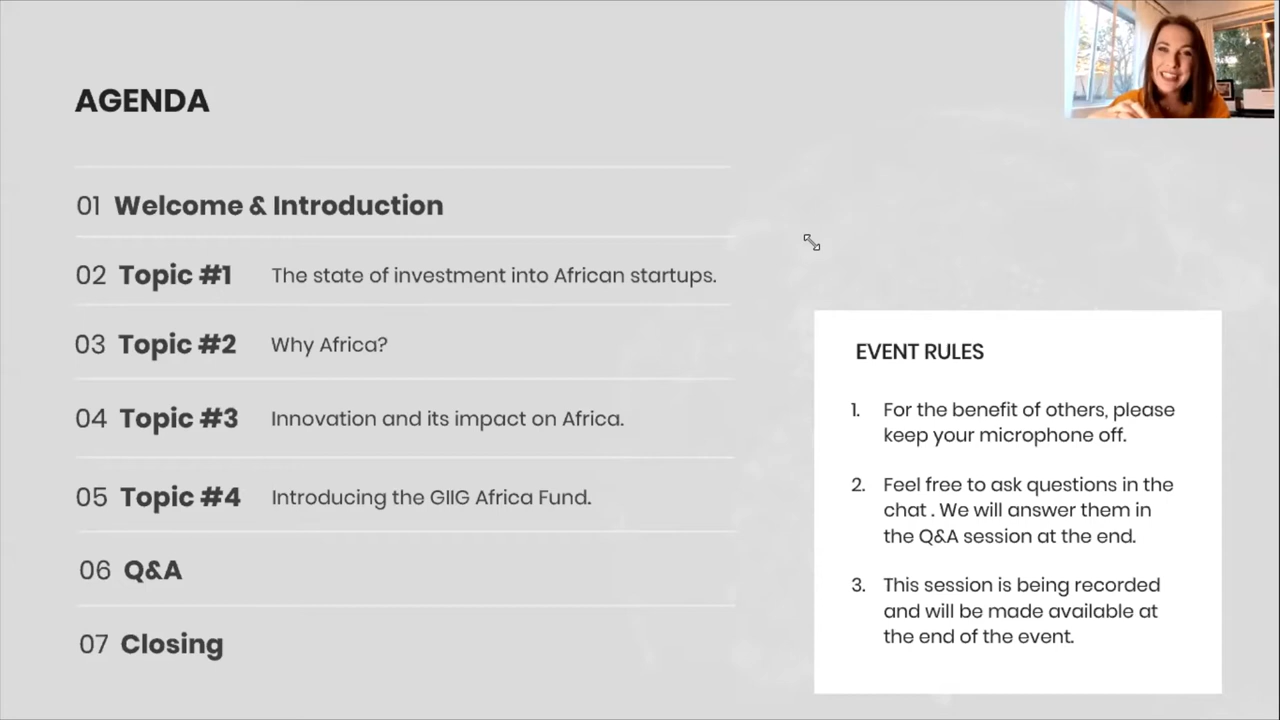 AGENDA
01 Welcome & Introduction
02 Topic #1 The state of investment into African startups.
03 Topic #2 Why Africa?
04 Topic #3 Innovation and its impact on Africa.
05 Topic #4 Introducing the GIIG Africa Fund.
06 Q&A
07 Closing
EVENT RULES
1. For the benefit of others, please
keep your microphone off.
2. Feel free to ask questions in the
chat . We will answer them in
the Q&A session at the end.
3. This session is being recorded
and will be made available at
the end of the event.